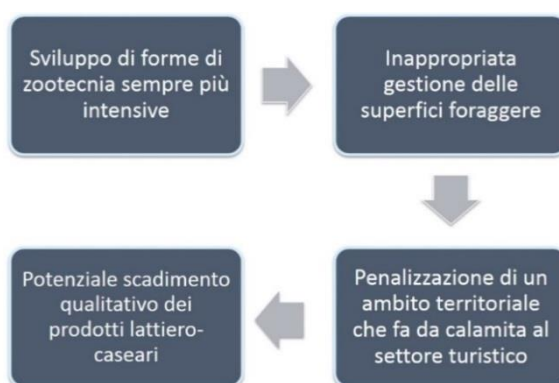 Sviluppo di forme di
zootecnia sempre più
intensive
Inappropriata
gestione delle
superfici foraggere
Penalizzazione di un
ambito territoriale
che fa da calamita al
settore turistico
Potenziale scadimento
qualitativo dei
prodotti lattiero-
caseari